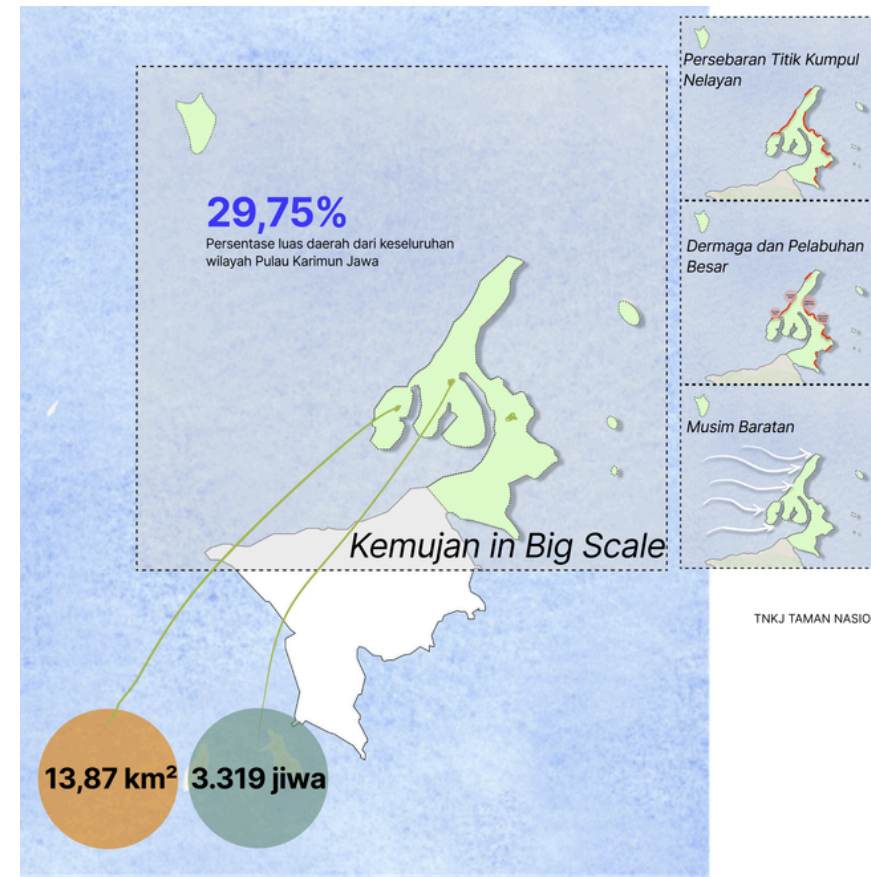 29,75%
Persentase luas daerah dari keseluruhan
wilayah Pulau Karimun Jawa
Kemujan in Big Scale
13,87 km²
3.319 jiwa
Persebaran Titik Kumpul
Nelayan
Dermaga dan Pelabuhan
Besar
Musim Baratan
TNKJ TAMAN NASIO